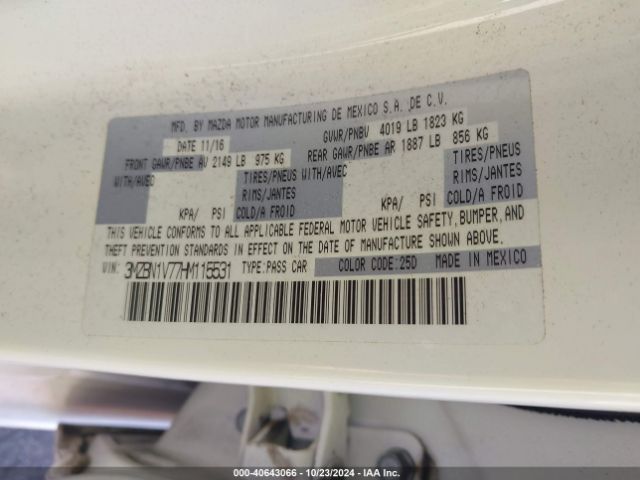 MFD. BY MAZDA MOTOR MANUFACTURING DE MEXICO S.A. DE C.V.
DATE 11/16 GVWR/PNBV 4019 LB 1823 KG
FRONT GAWR/PNBE AV 2149 LB 975 KG REAR GAWR/PNBE AR 1887 LB 856 KG
WITH/AVEC TIRES/PNEUS WITH/AVEC TIRES/PNEUS
RIMS/JANTES RIMS/JANTES
KPA/ PSI COLD/A FROID KPA/ PSI COLD/A FROID
THIS VEHICLE CONFORMS TO ALL APPLICABLE FEDERAL MOTOR VEHICLE SAFETY, BUMPER, AND
THEFT PREVENTION STANDARDS IN EFFECT ON THE DATE OF MANUFACTURE SHOWN ABOVE.
VIN: 3MZBN1V77HM115531 TYPE:PASS CAR COLOR CODE:25D MADE IN MEXICO
000-40643066 - 10/23/2024 - IAA Inc.